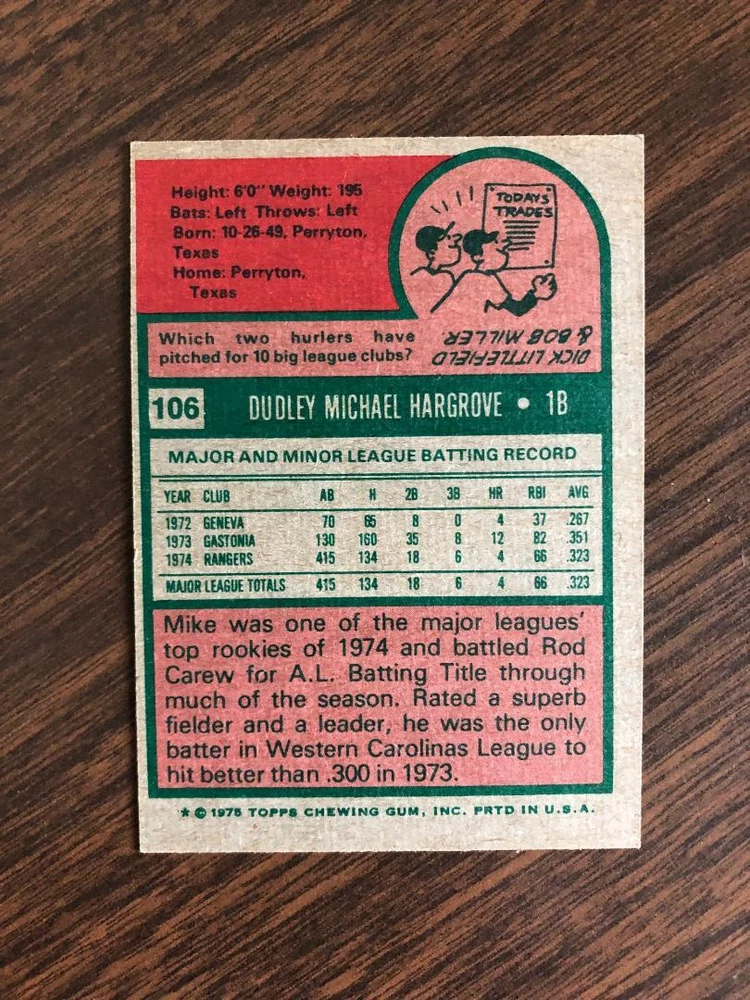 Height: 6'0" Weight: 195
Bats: Left Throws: Left
Born: 10-26-49, Perryton,
Texas
Home: Perryton,
Texas
TODAYS
TRADES
Which two hurlers have
pitched for 10 big league clubs?
DICK LITTLEFIELD
& BOB MILLER.
106 DUDLEY MICHAEL HARGROVE • 1B
MAJOR AND MINOR LEAGUE BATTING RECORD
YEAR CLUB AB H 2B 3B HR RBI AVG
1972 GENEVA 70 65 8 0 4 37 .267
1973 GASTONIA 130 160 35 8 12 82 .351
1974 RANGERS 415 134 18 6 4 66 .323
MAJOR LEAGUE TOTALS 415 134 18 6 4 66 .323
Mike was one of the major leagues'
top rookies of 1974 and battled Rod
Carew for A.L. Batting Title through
much of the season. Rated a superb
fielder and a leader, he was the only
batter in Western Carolinas League to
hit better than .300 in 1973.
* © 1975 TOPPS CHEWING GUM, INC. PRTD IN U.S.A.